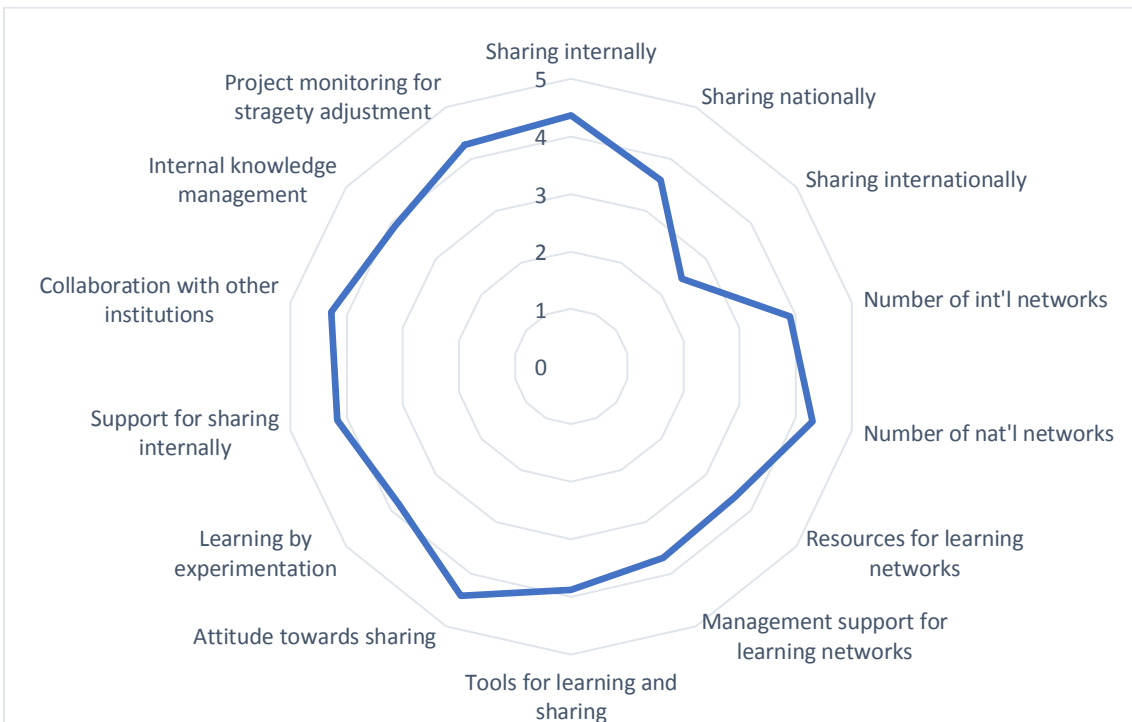 Sharing internally
Sharing nationally
Sharing internationally
Number of int'l networks
Number of nat'l networks
Resources for learning
networks
Management support for
learning networks
Tools for learning and
sharing
Attitude towards sharing
Learning by
experimentation
Support for sharing
internally
Collaboration with other
institutions
Internal knowledge
management
Project monitoring for
stragety adjustment
5
4
3
2
1
0